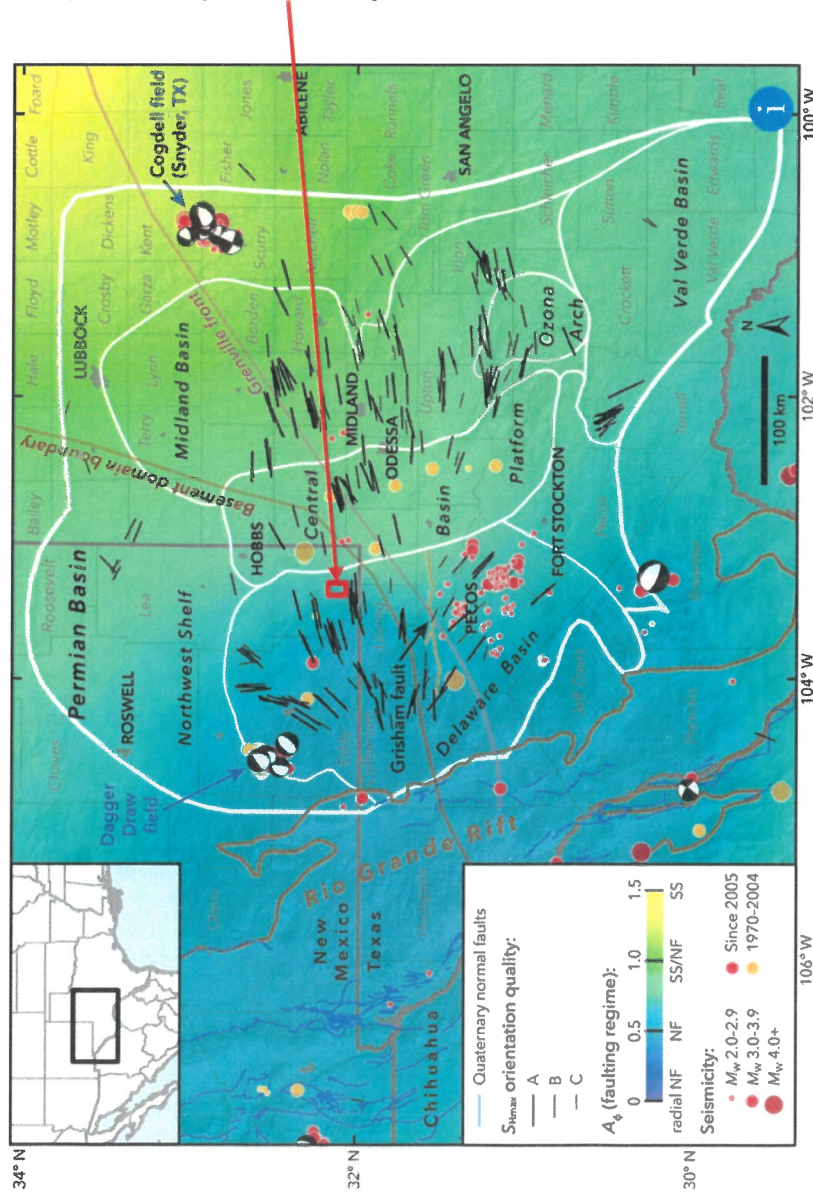 34° N
32° N
30° N
106° W
104° W
102° W
100° W
Foard
Cottle
Motley
Floyd
Hale
Bailey
Roosevelt
Chaves
King
Dickens
Crosby
LUBBOCK
Jones
Fisher
Kent
Garza
Lynn
Terry
Lea
Cogdell field
(Snyder, TX)
Scurry
Borden
Howard
Nolan
Taylor
ABILENE
Coke
Runnels
SAN ANGELO
Tom Green
Irion
Upton
Menard
Kimble
Schleicher
Sutton
Real
Edwards
Val Verde
Crockett
Terrell
Pecos
Jeff Davis
Permian Basin
Basement domain boundary
Midland Basin
Grenville front
ROSWELL
Northwest Shelf
HOBBS
Central
Basin
Platform
MIDLAND
ODESSA
Ozona
Arch
Val Verde Basin
FORT STOCKTON
PECOS
Grisham fault
Delaware Basin
Dagger
Draw
field
Rio Grande Rift
New
Mexico
Texas
Chihuahua
N
100 km
i
Quaternary normal faults
SHmax orientation quality:
A
B
C
Aϕ (faulting regime):
0 0.5 1.0 1.5
radial NF NF SS/NF SS
Seismicity:
Mw 2.0-2.9
Mw 3.0-3.9
Mw 4.0+
Since 2005
1970-2004